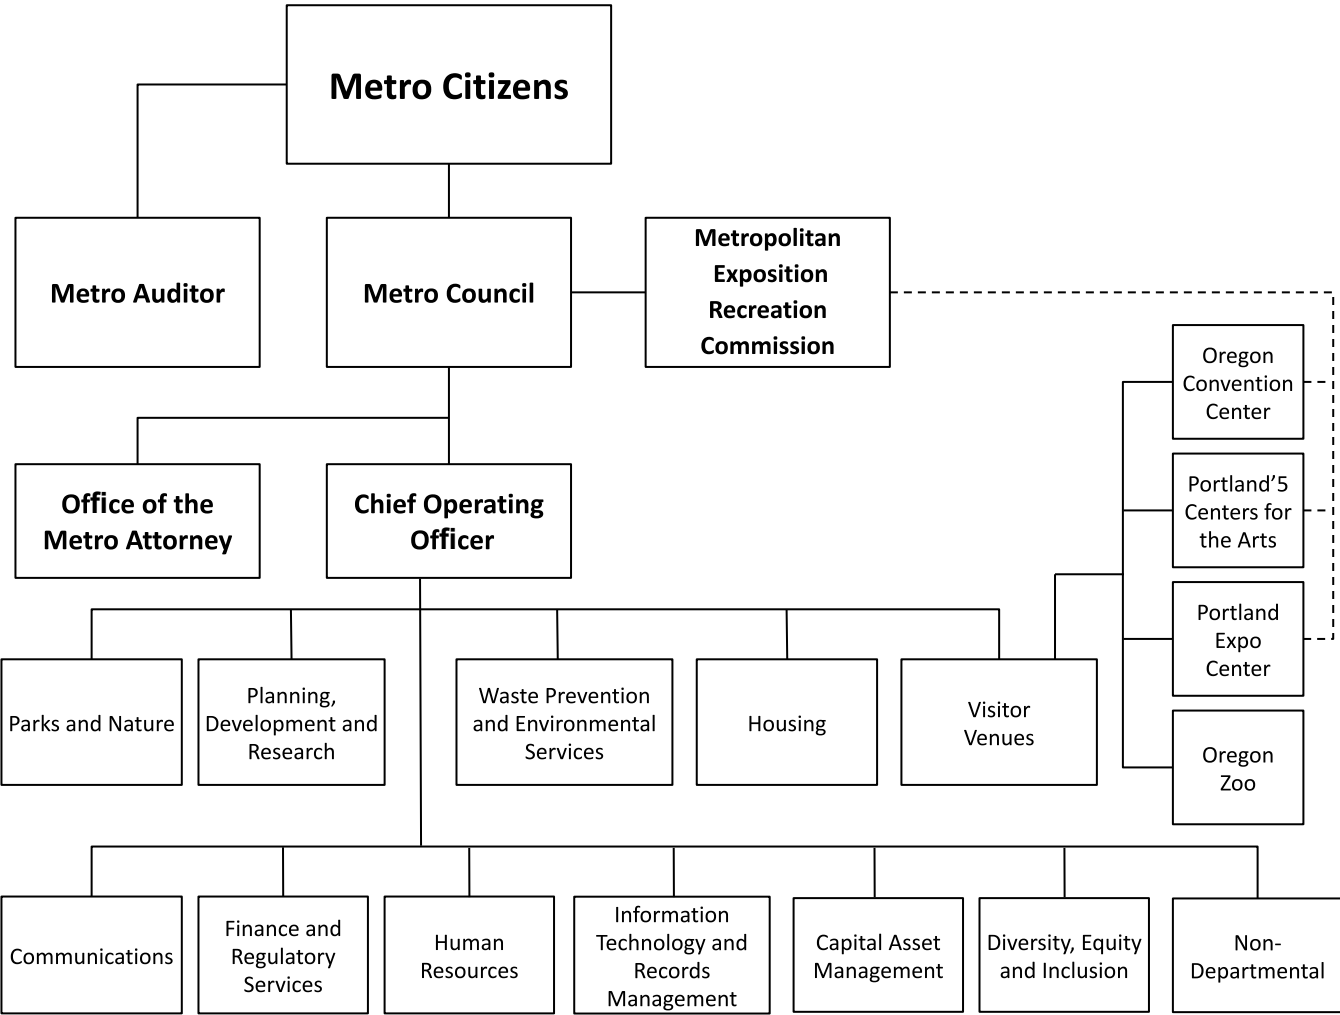 Metro Citizens
Metro Auditor
Metro Council
Metropolitan
Exposition
Recreation
Commission
Oregon
Convention
Center
Office of the
Metro Attorney
Chief Operating
Officer
Portland’5
Centers for
the Arts
Portland
Expo
Center
Parks and Nature
Planning,
Development and
Research
Waste Prevention
and Environmental
Services
Housing
Visitor
Venues
Oregon
Zoo
Communications
Finance and
Regulatory
Services
Human
Resources
Information
Technology and
Records
Management
Capital Asset
Management
Diversity, Equity
and Inclusion
Non-
Departmental